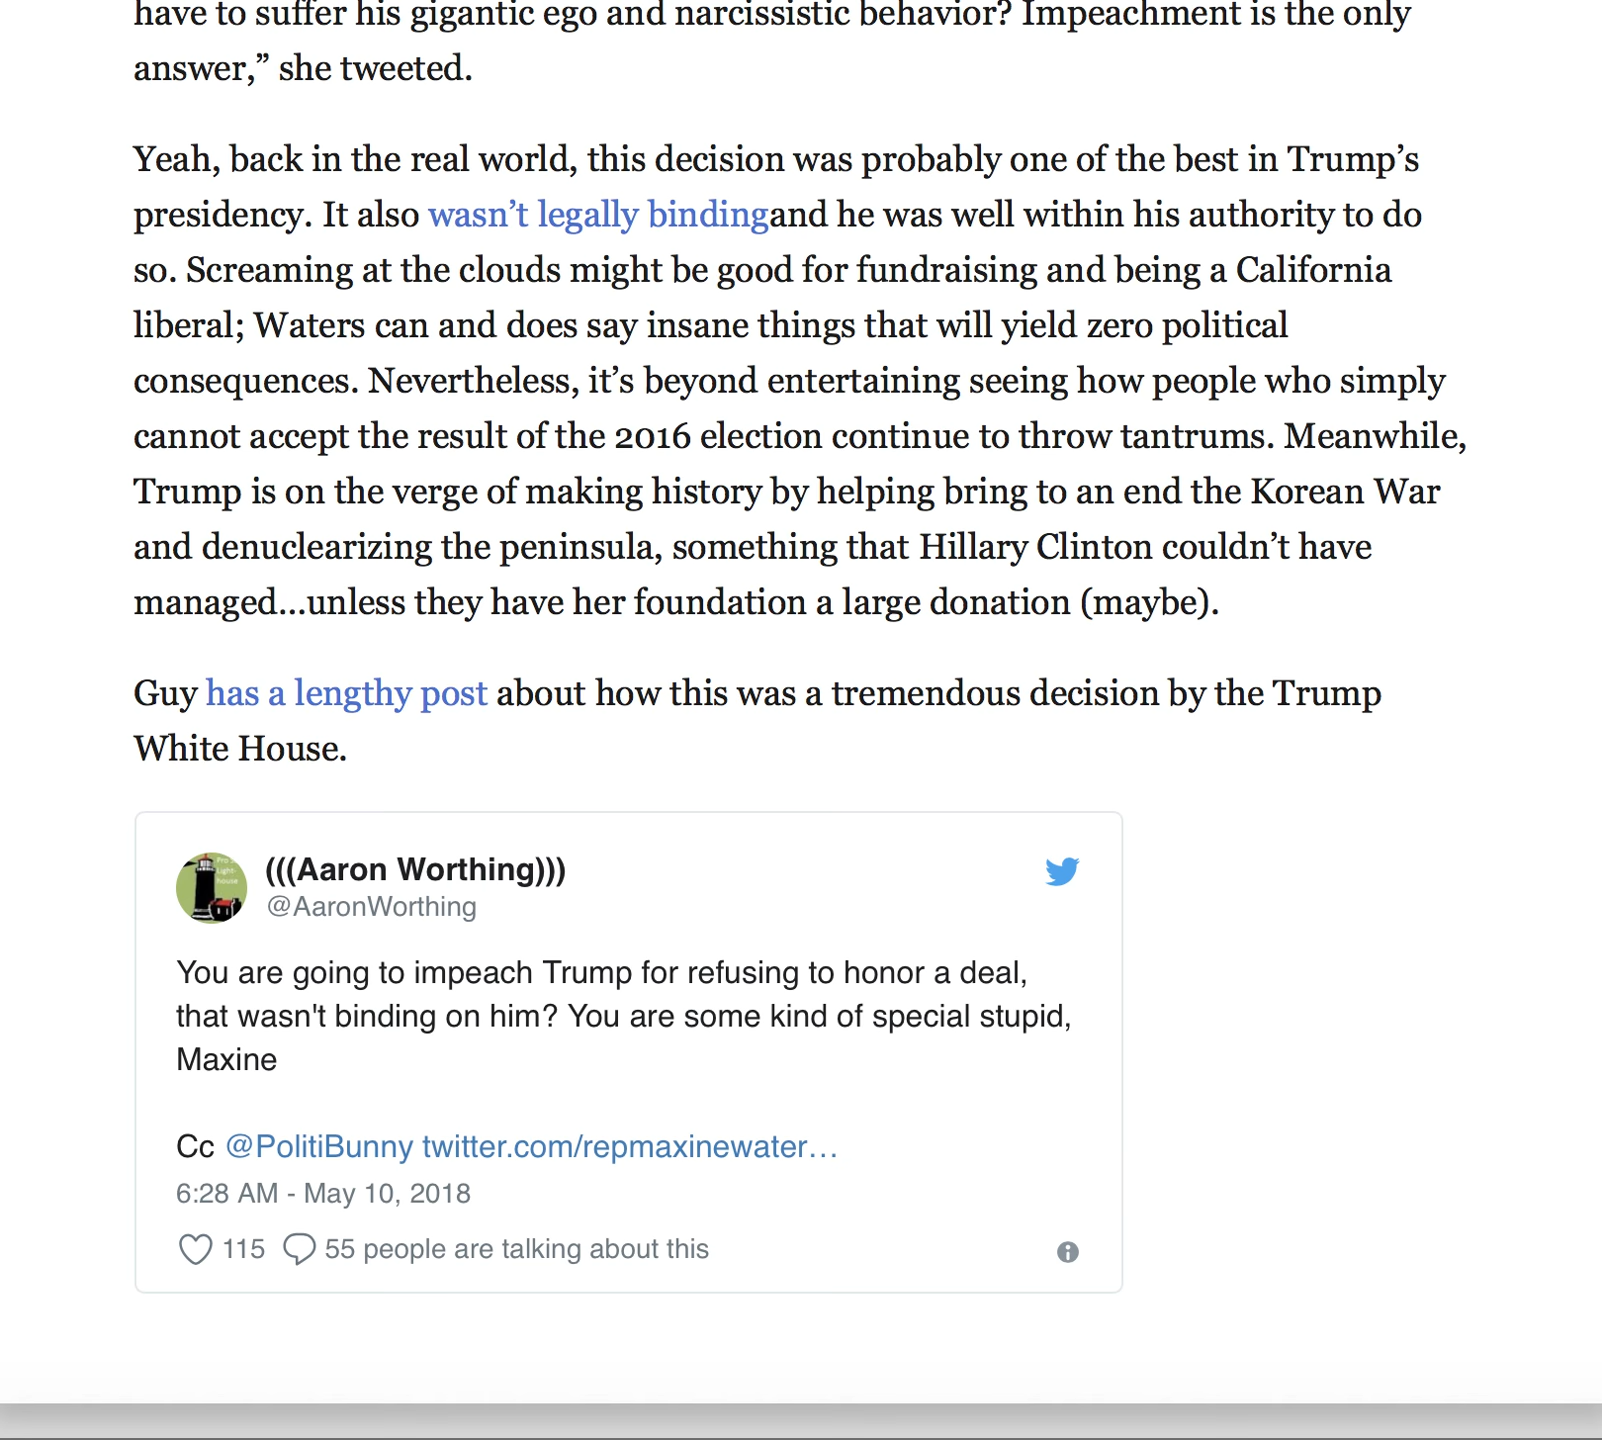 have to suffer his gigantic ego and narcissistic behavior? Impeachment is the only
answer,” she tweeted.
Yeah, back in the real world, this decision was probably one of the best in Trump’s
presidency. It also wasn’t legally bindingand he was well within his authority to do
so. Screaming at the clouds might be good for fundraising and being a California
liberal; Waters can and does say insane things that will yield zero political
consequences. Nevertheless, it’s beyond entertaining seeing how people who simply
cannot accept the result of the 2016 election continue to throw tantrums. Meanwhile,
Trump is on the verge of making history by helping bring to an end the Korean War
and denuclearizing the peninsula, something that Hillary Clinton couldn’t have
managed...unless they have her foundation a large donation (maybe).
Guy has a lengthy post about how this was a tremendous decision by the Trump
White House.
(((Aaron Worthing)))
@AaronWorthing
You are going to impeach Trump for refusing to honor a deal,
that wasn't binding on him? You are some kind of special stupid,
Maxine
Cc @PolitiBunny twitter.com/repmaxinewater…
6:28 AM - May 10, 2018
115 55 people are talking about this